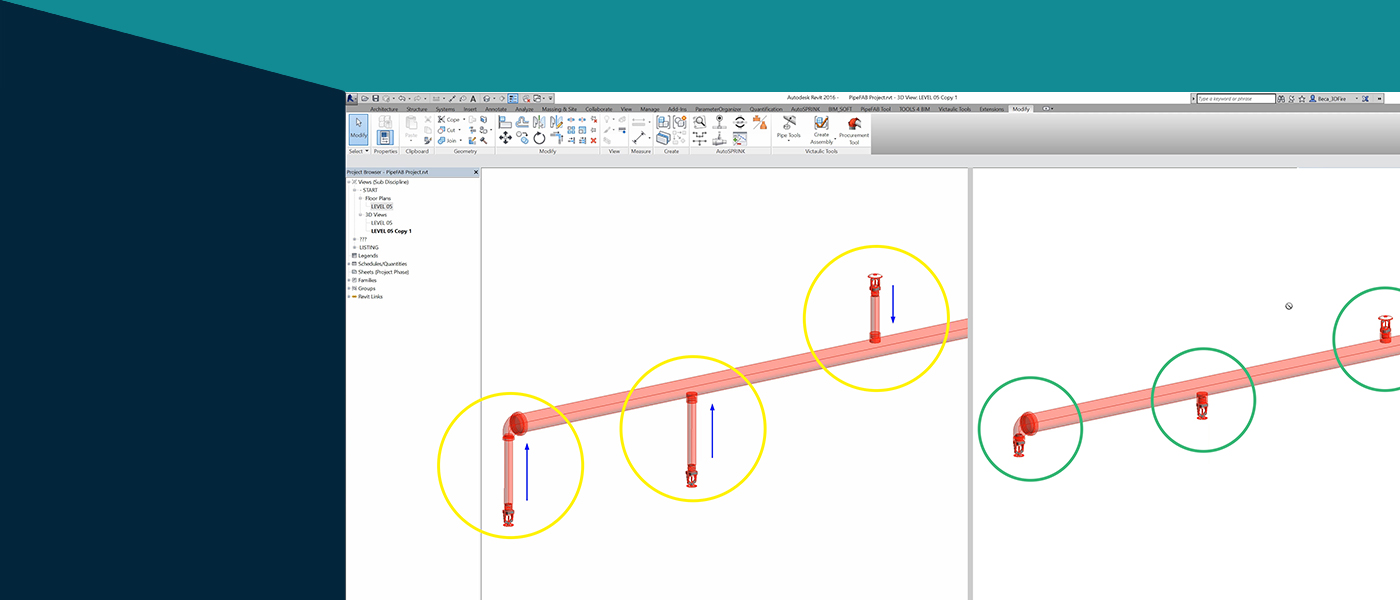 Autodesk Revit 2016 - PipeFAB Project.rvt - 3D View: LEVEL 05 Copy 1
Type a keyword or phrase
Beca_3DFire
Architecture Structure Systems Insert Annotate Analyze Massing & Site Collaborate View Manage Add-Ins ParameterOrganizer Quantification AutoSPRINK BIM_SOFT PipeFAB Tool TOOLS 4 BIM Victaulic Tools Extensions Modify
Modify
Paste
Cope
Cut
Join
Pipe Tools
Create Assembly
Procurement Tool
Select Properties Clipboard Geometry Modify View Measure Create AutoSPRINK Victaulic Tools
Project Browser - PipeFAB Project.rvt
Views (Sub Discipline)
- START
Floor Plans
LEVEL 05
3D Views
LEVEL 05
LEVEL 05 Copy 1
???
LISTING
Legends
Schedules/Quantities
Sheets (Project Phase)
Families
Groups
Revit Links